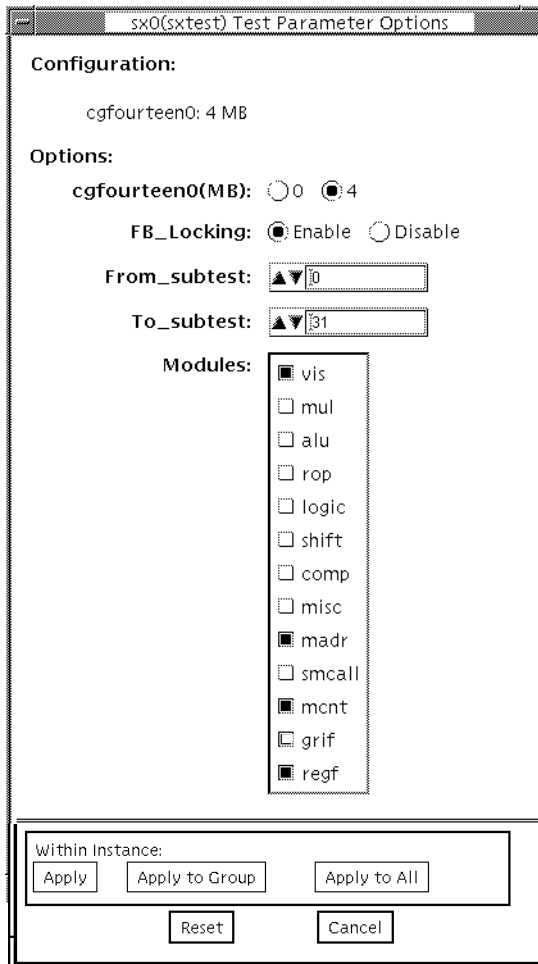 sx0(sxtest) Test Parameter Options
Configuration:
cgfourteen0: 4 MB
Options:
cgfourteen0(MB): 0 4
FB_Locking: Enable Disable
From_subtest: 0
To_subtest: 31
Modules:
vis
mul
alu
rop
logic
shift
comp
misc
madr
smcall
mcnt
grif
regf
Within Instance:
Apply Apply to Group Apply to All
Reset Cancel